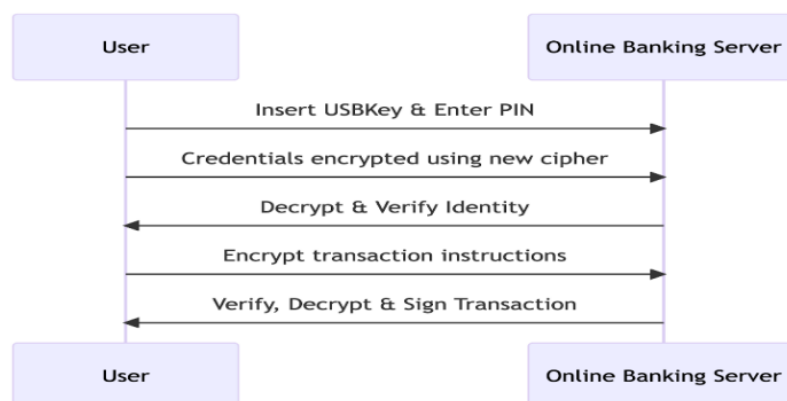 User
Online Banking Server
Insert USBKey & Enter PIN
Credentials encrypted using new cipher
Decrypt & Verify Identity
Encrypt transaction instructions
Verify, Decrypt & Sign Transaction
User
Online Banking Server